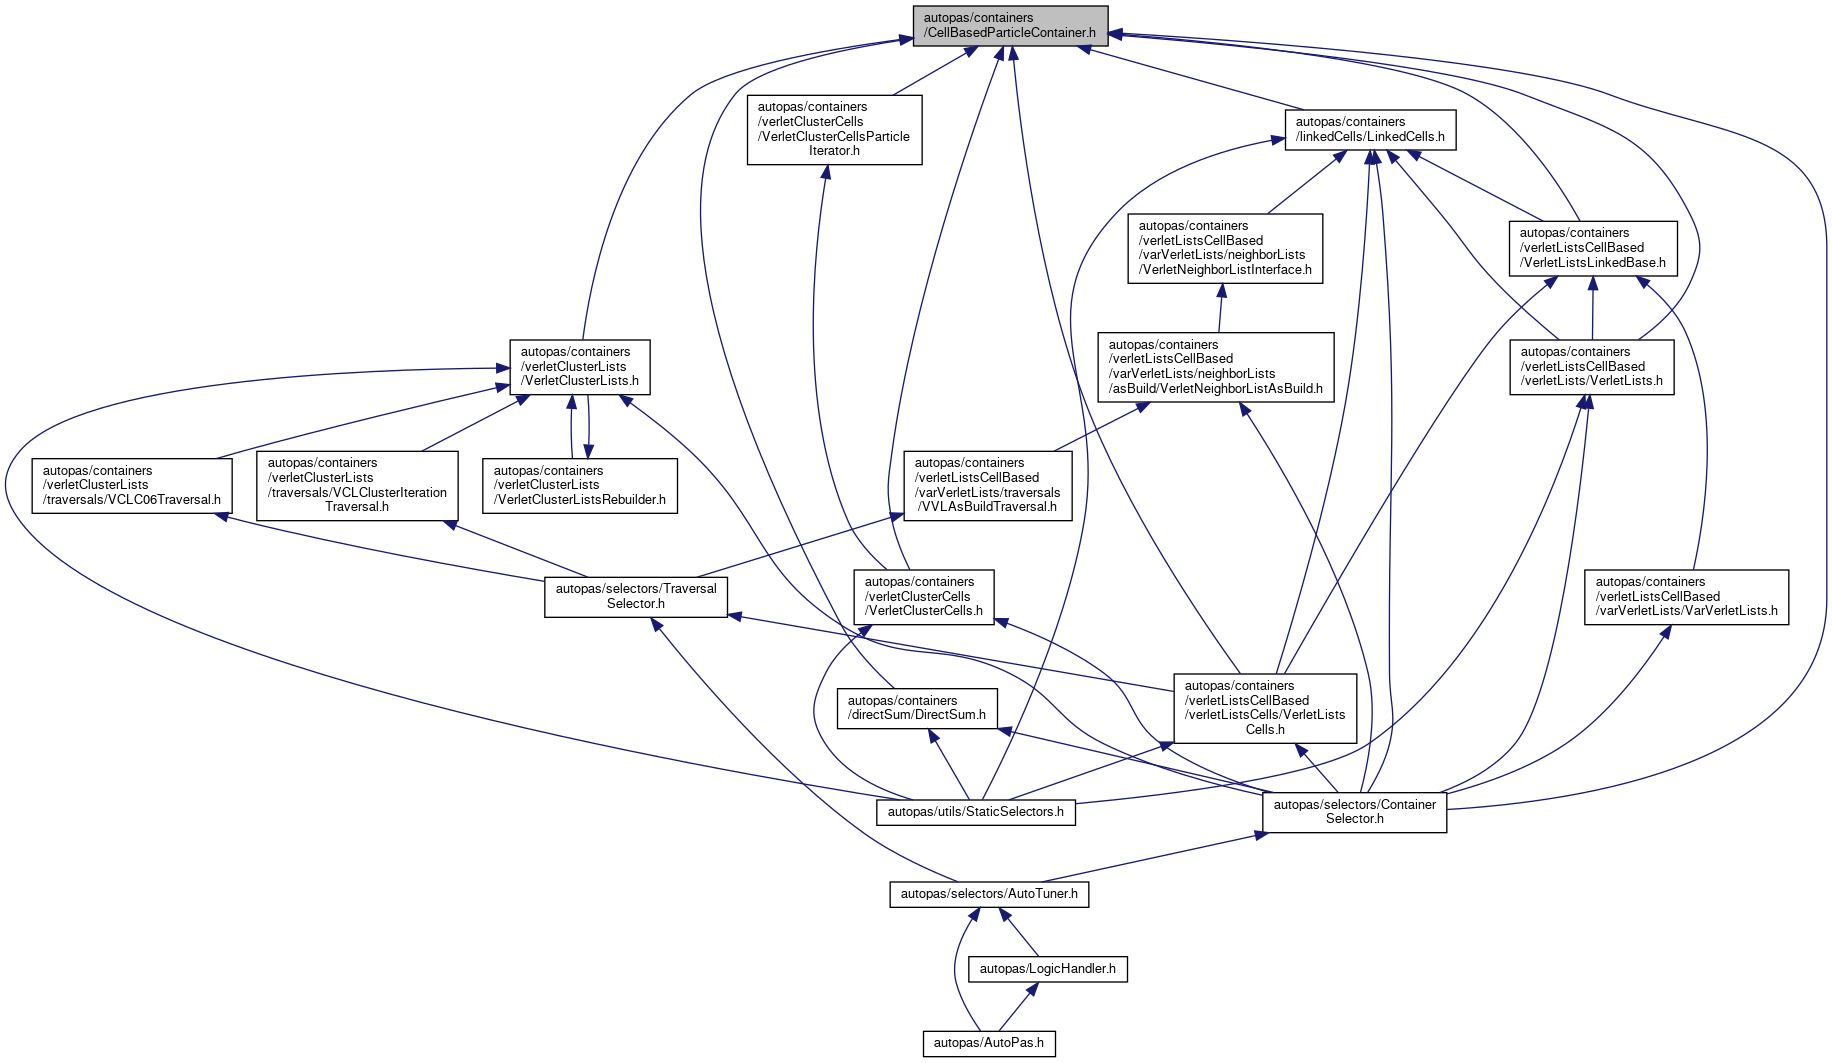 autopas/containers
/CellBasedParticleContainer.h
autopas/containers
/verletClusterCells
/VerletClusterCellsParticle
Iterator.h
autopas/containers
/linkedCells/LinkedCells.h
autopas/containers
/verletListsCellBased
/varVerletLists/neighborLists
/VerletNeighborListInterface.h
autopas/containers
/verletListsCellBased
/VerletListsLinkedBase.h
autopas/containers
/verletClusterLists
/VerletClusterLists.h
autopas/containers
/verletListsCellBased
/varVerletLists/neighborLists
/asBuild/VerletNeighborListAsBuild.h
autopas/containers
/verletListsCellBased
/verletLists/VerletLists.h
autopas/containers
/verletClusterLists
/traversals/VCLC06Traversal.h
autopas/containers
/verletClusterLists
/traversals/VCLClusterIteration
Traversal.h
autopas/containers
/verletClusterLists
/VerletClusterListsRebuilder.h
autopas/containers
/verletListsCellBased
/varVerletLists/traversals
/VVLAsBuildTraversal.h
autopas/selectors/Traversal
Selector.h
autopas/containers
/verletClusterCells
/VerletClusterCells.h
autopas/containers
/verletListsCellBased
/varVerletLists/VarVerletLists.h
autopas/containers
/directSum/DirectSum.h
autopas/containers
/verletListsCellBased
/verletListsCells/VerletLists
Cells.h
autopas/utils/StaticSelectors.h
autopas/selectors/Container
Selector.h
autopas/selectors/AutoTuner.h
autopas/LogicHandler.h
autopas/AutoPas.h